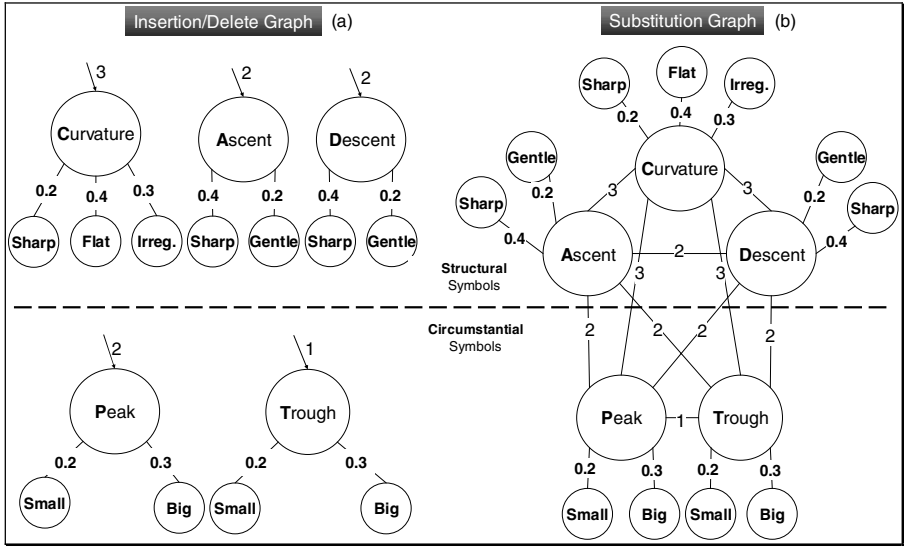 Insertion/Delete Graph (a)
3
2
2
Curvature
Ascent
Descent
0.2
0.4
0.3
0.4
0.2
0.4
0.2
Sharp
Flat
Irreg.
Sharp
Gentle
Sharp
Gentle
2
1
Peak
Trough
0.2
0.3
0.2
0.3
Small
Big
Small
Big
Substitution Graph (b)
Sharp
Flat
Irreg.
0.2
0.4
0.3
Gentle
Curvature
Gentle
0.2
3
3
0.2
Sharp
Sharp
0.4
0.4
Ascent
2
Descent
Structural
Symbols
3
3
Circumstantial
Symbols
2
2
2
2
Peak
1
Trough
0.2
0.3
0.2
0.3
Small
Big
Small
Big